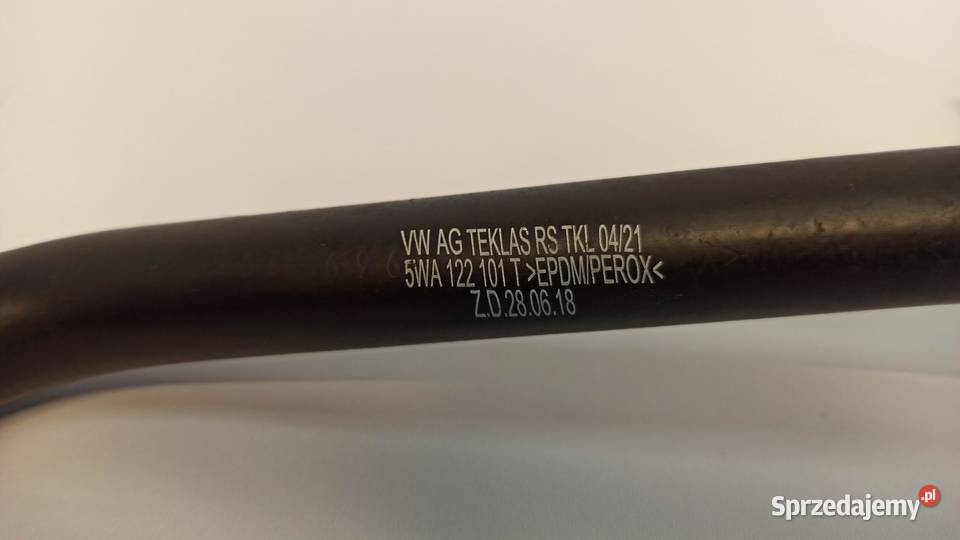 VW AG TEKLAS RS TKL 04/21
5WA 122 101 T >EPDM/PEROX<
Z.D.28.06.18
Sprzedajemy.pl